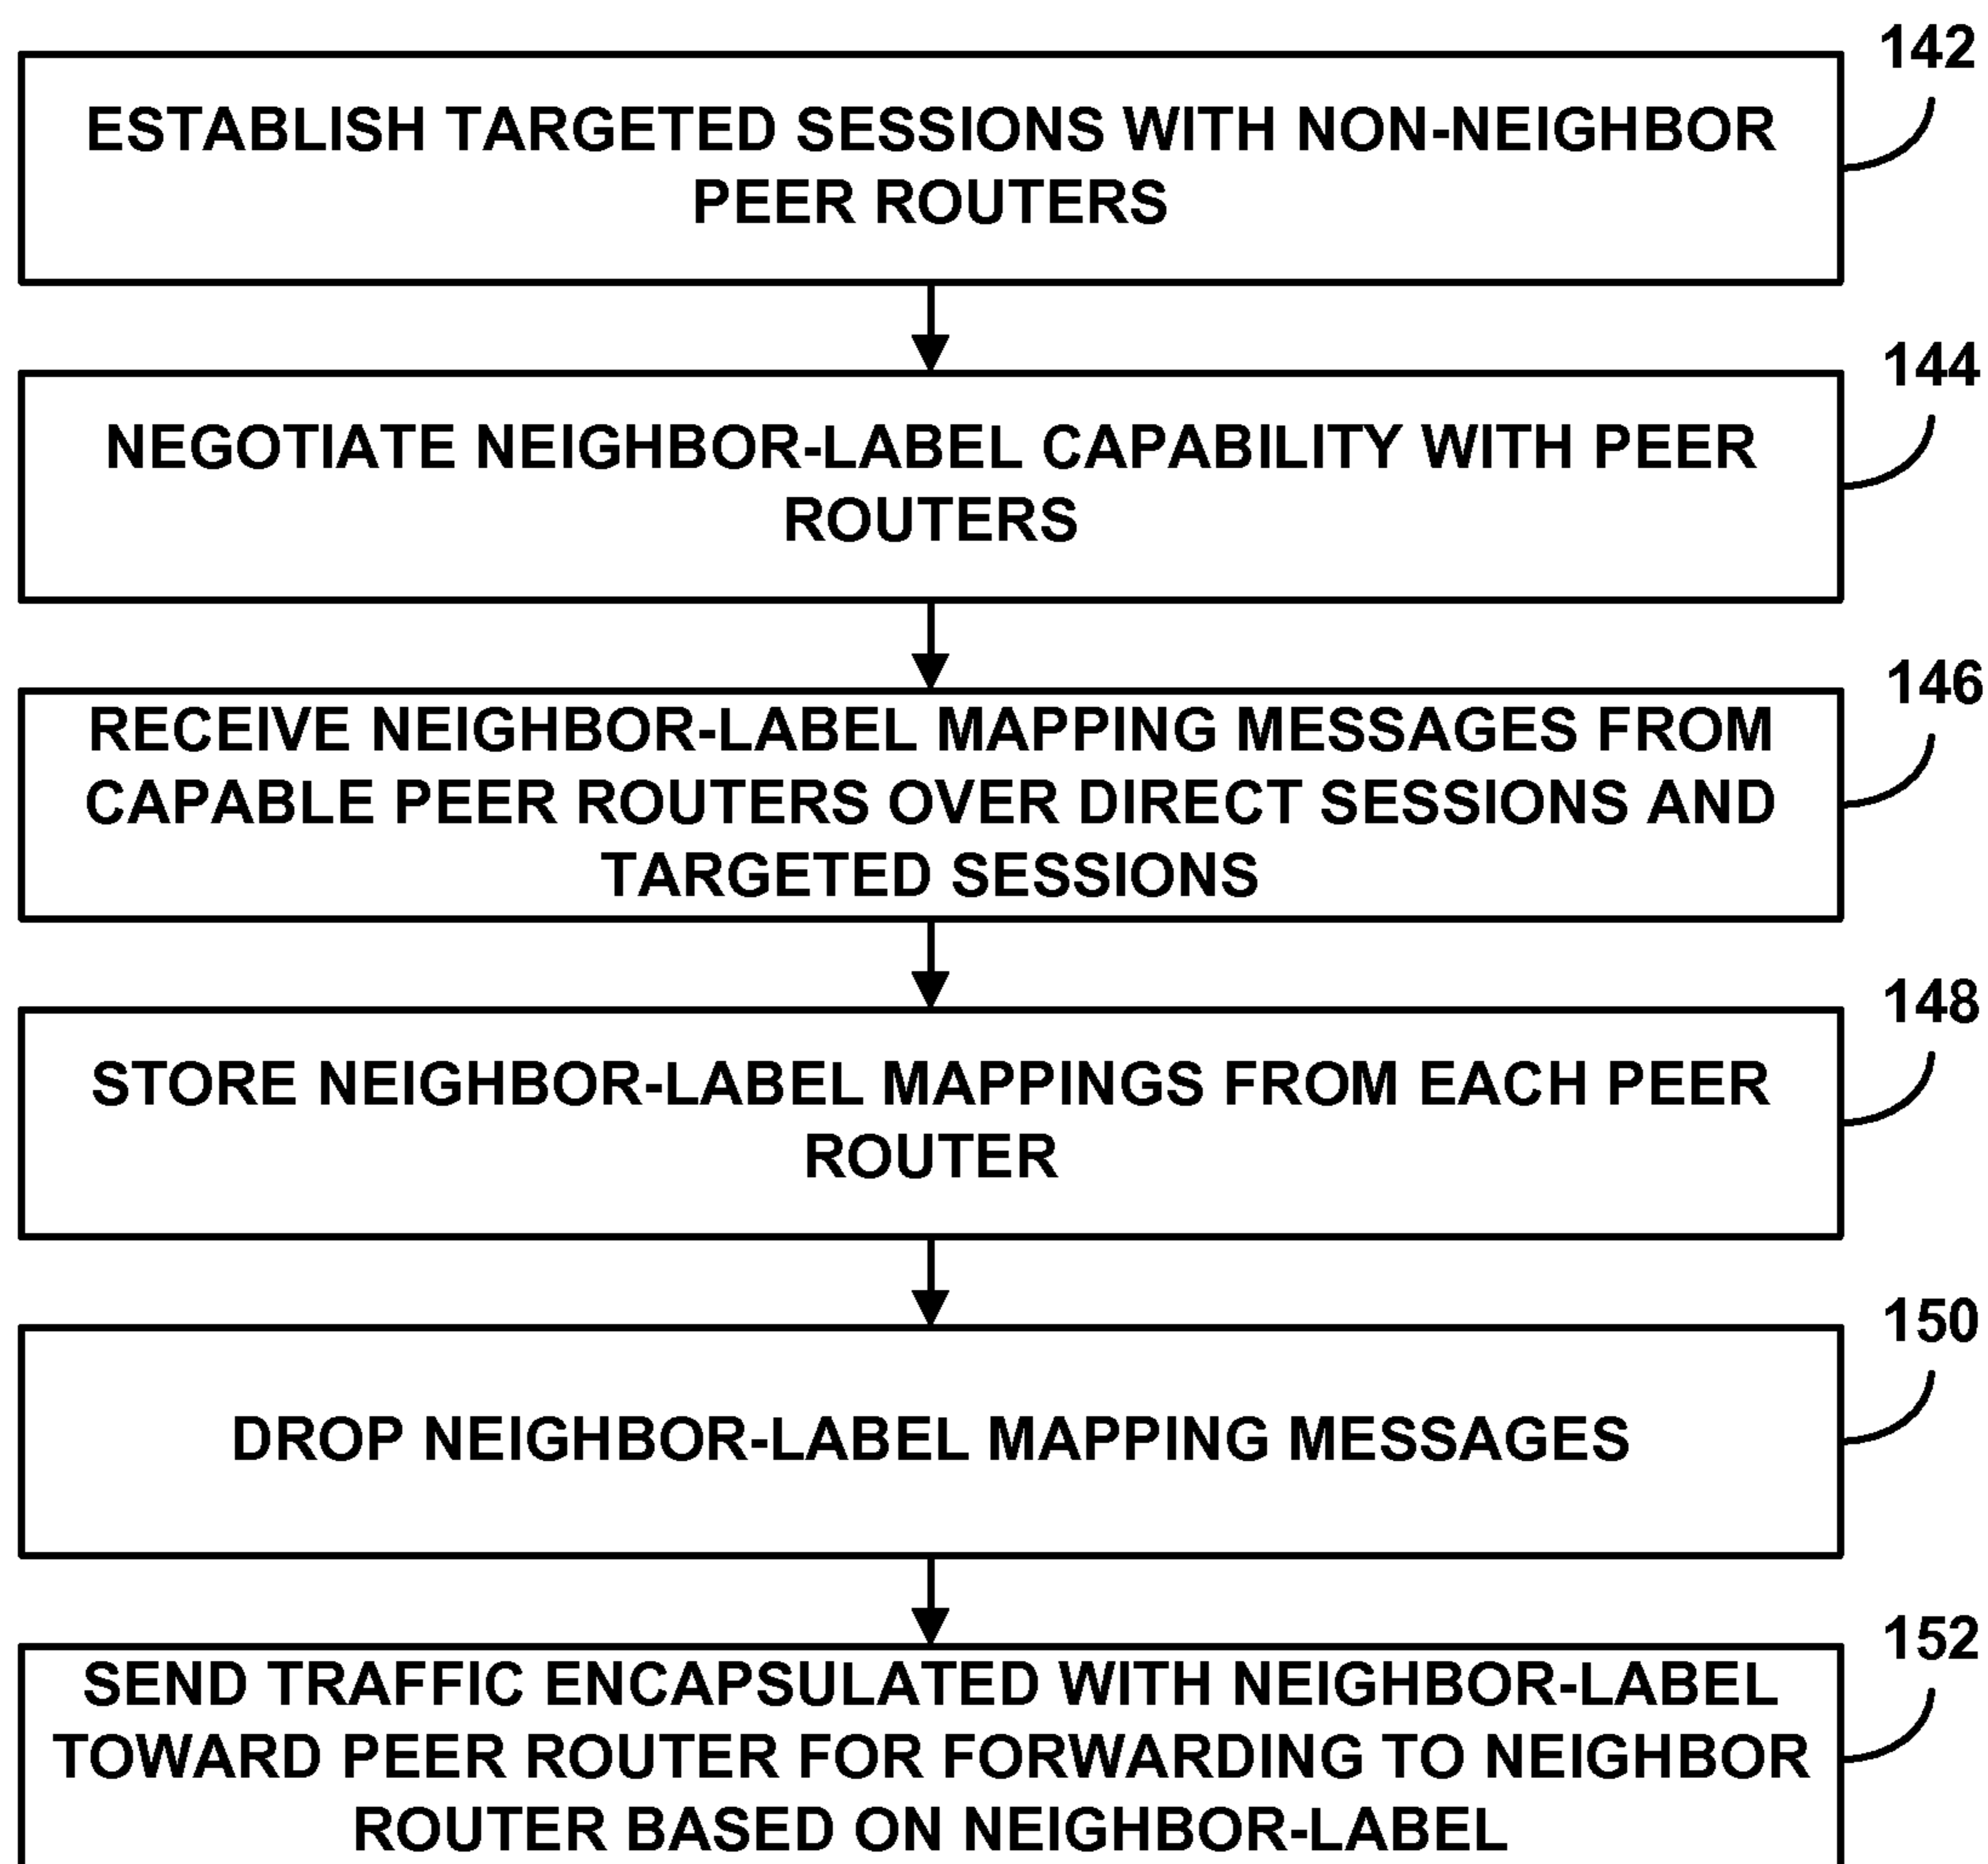 142
ESTABLISH TARGETED SESSIONS WITH NON-NEIGHBOR
PEER ROUTERS
144
NEGOTIATE NEIGHBOR-LABEL CAPABILITY WITH PEER
ROUTERS
146
RECEIVE NEIGHBOR-LABEL MAPPING MESSAGES FROM
CAPABLE PEER ROUTERS OVER DIRECT SESSIONS AND
TARGETED SESSIONS
148
STORE NEIGHBOR-LABEL MAPPINGS FROM EACH PEER
ROUTER
150
DROP NEIGHBOR-LABEL MAPPING MESSAGES
152
SEND TRAFFIC ENCAPSULATED WITH NEIGHBOR-LABEL
TOWARD PEER ROUTER FOR FORWARDING TO NEIGHBOR
ROUTER BASED ON NEIGHBOR-LABEL